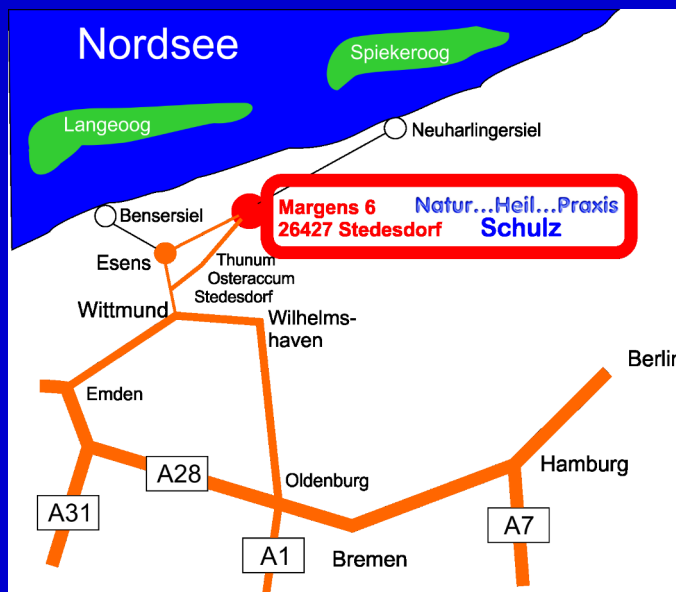 Nordsee
Spiekeroog
Langeoog
Neuharlingersiel
Margens 6
26427 Stedesdorf
Natur...Heil...Praxis
Schulz
Bensersiel
Esens
Thunum
Osteraccum
Stedesdorf
Wittmund
Wilhelms-
haven
Berlin
Emden
Hamburg
A28
Oldenburg
A31
A7
A1
Bremen